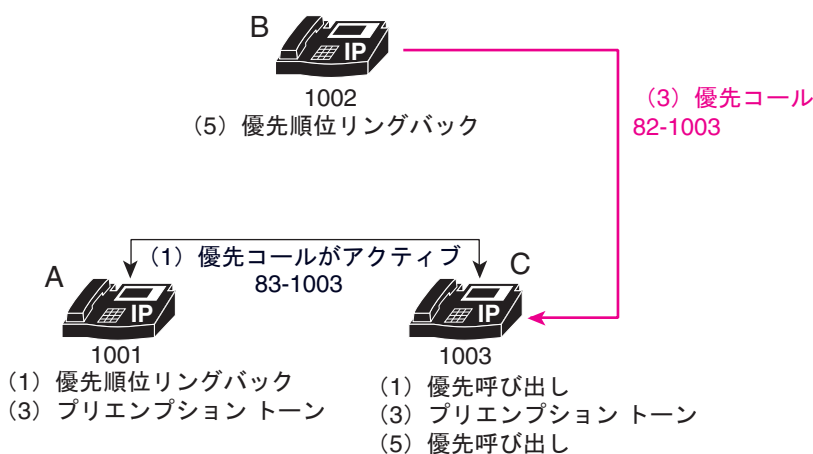 B
IP
1002
(5)優先順位リングバック
(3)優先コール
82-1003
(1)優先コールがアクティブ
83-1003
A
IP
1001
(1)優先順位リングバック
(3)プリエンプション トーン
C
IP
1003
(1)優先呼び出し
(3)プリエンプション トーン
(5)優先呼び出し